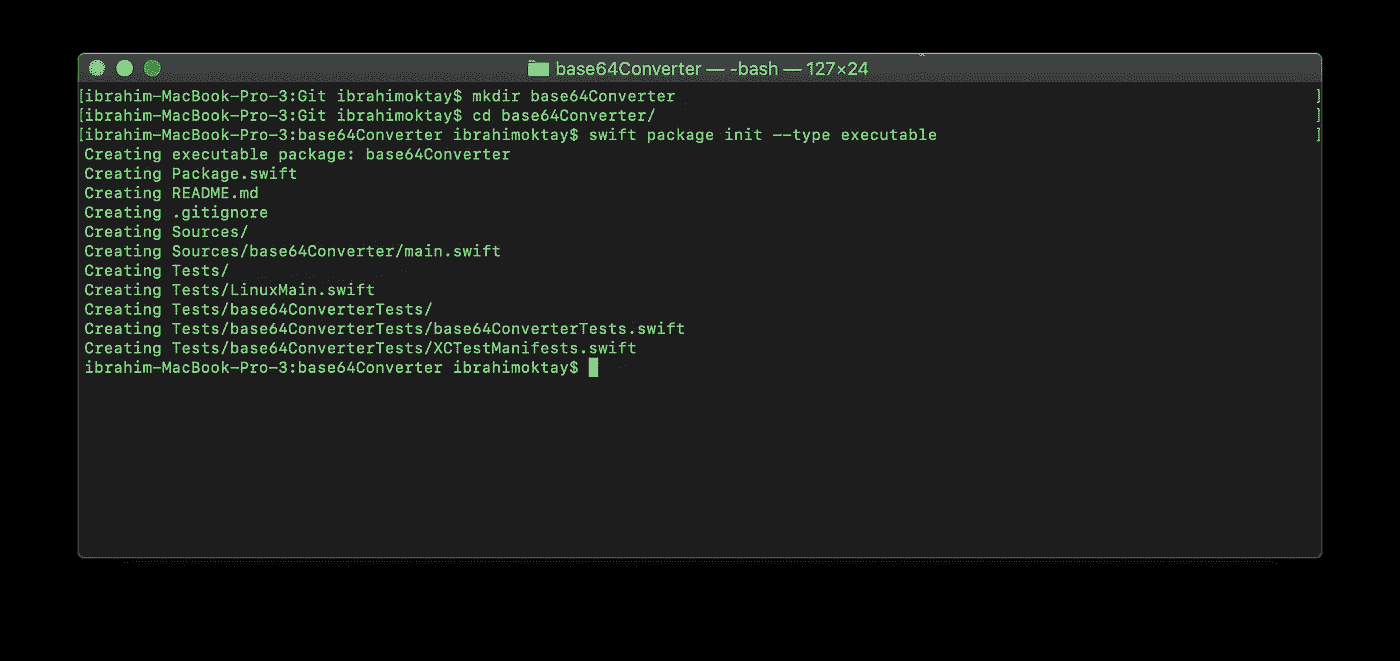 base64Converter — -bash — 127×24
[ibrahim-MacBook-Pro-3:Git ibrahimoktay$ mkdir base64Converter ]
[ibrahim-MacBook-Pro-3:Git ibrahimoktay$ cd base64Converter/ ]
[ibrahim-MacBook-Pro-3:base64Converter ibrahimoktay$ swift package init --type executable ]
Creating executable package: base64Converter
Creating Package.swift
Creating README.md
Creating .gitignore
Creating Sources/
Creating Sources/base64Converter/main.swift
Creating Tests/
Creating Tests/LinuxMain.swift
Creating Tests/base64ConverterTests/
Creating Tests/base64ConverterTests/base64ConverterTests.swift
Creating Tests/base64ConverterTests/XCTestManifests.swift
ibrahim-MacBook-Pro-3:base64Converter ibrahimoktay$